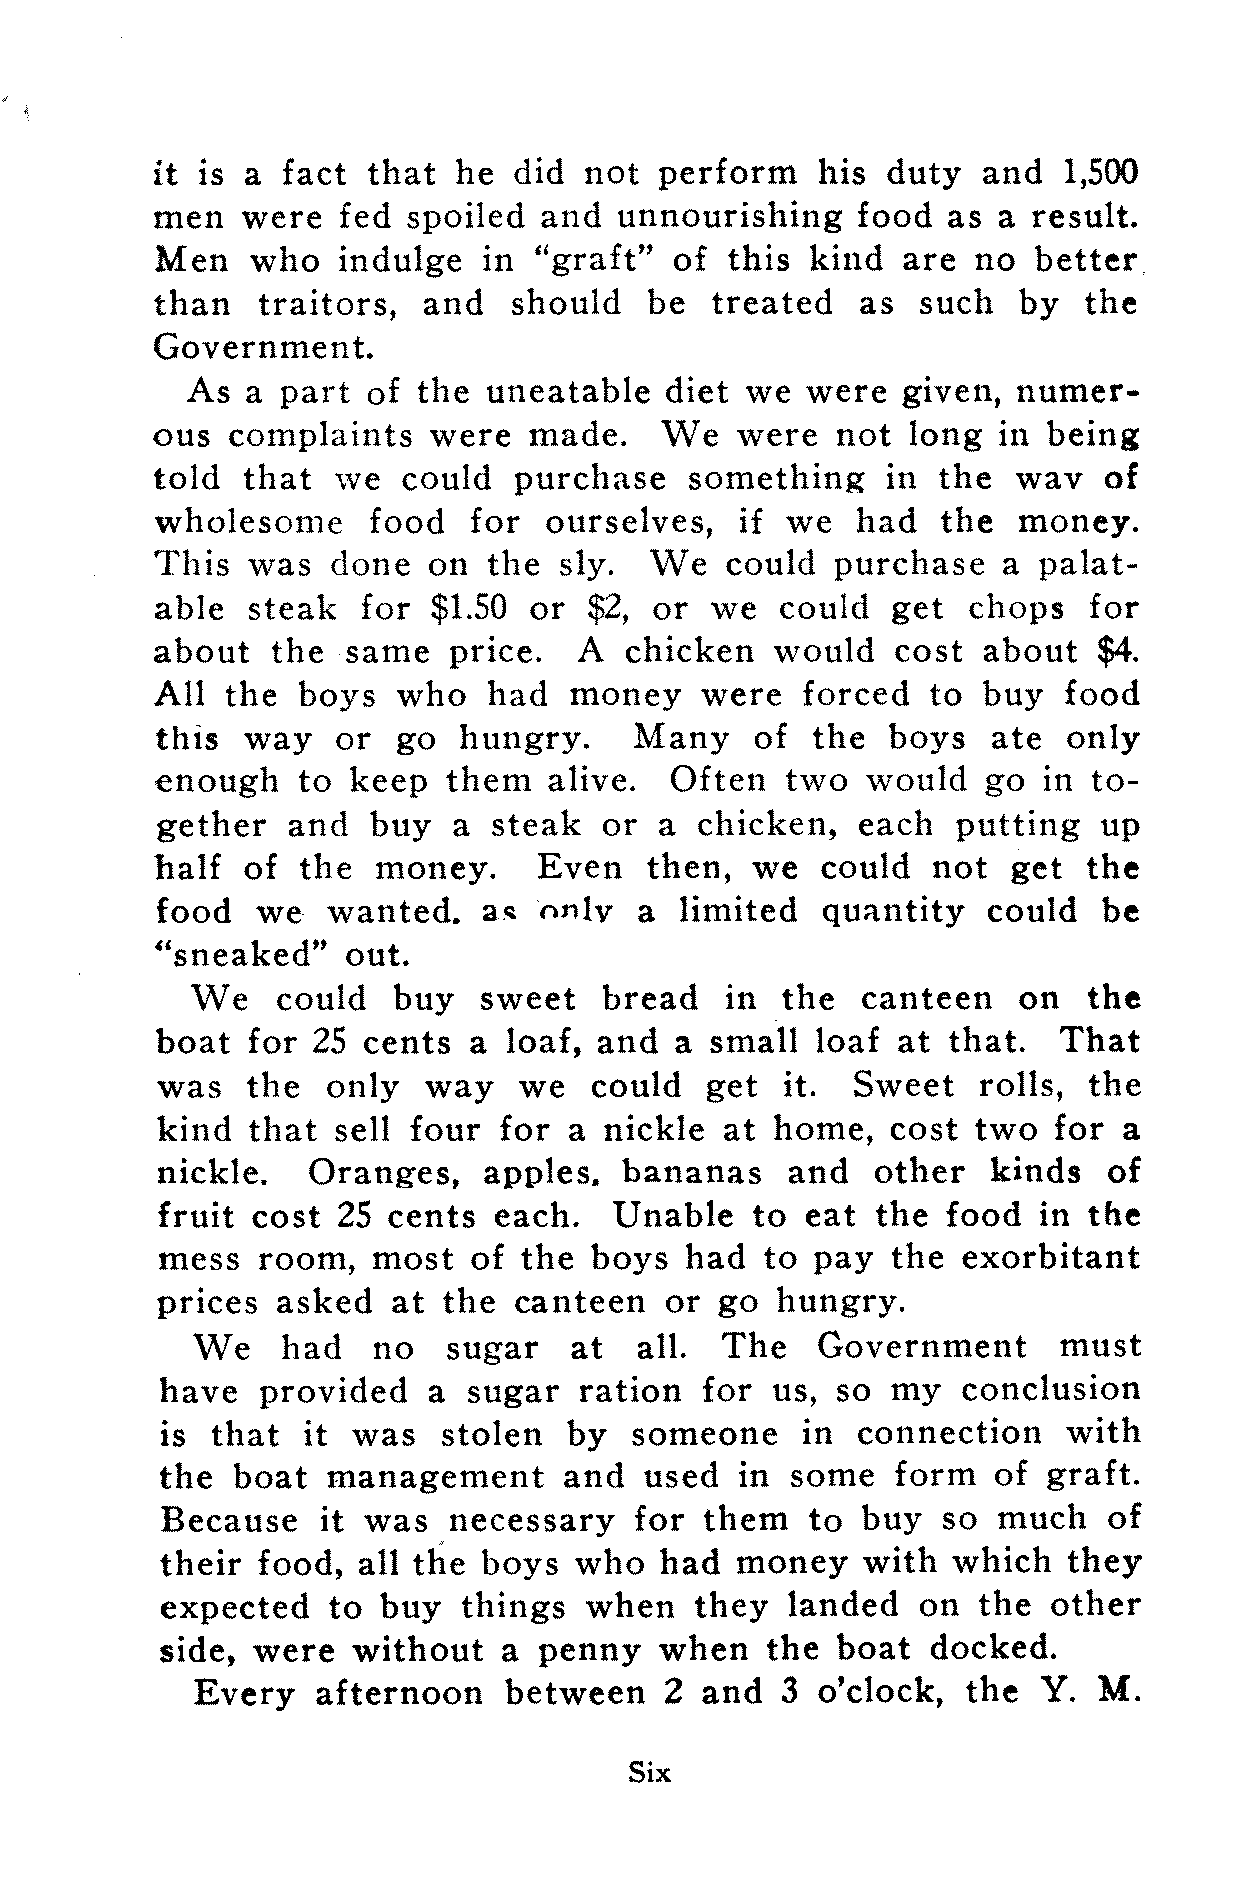 it is a fact that he did not perform his duty and 1,500
men were fed spoiled and unnourishing food as a result.
Men who indulge in “graft” of this kind are no better
than traitors, and should be treated as such by the
Government.
As a part of the uneatable diet we were given, numer-
ous complaints were made. We were not long in being
told that we could purchase something in the way of
wholesome food for ourselves, if we had the money.
This was done on the sly. We could purchase a palat-
able steak for $1.50 or $2, or we could get chops for
about the same price. A chicken would cost about $4.
All the boys who had money were forced to buy food
this way or go hungry. Many of the boys ate only
enough to keep them alive. Often two would go in to-
gether and buy a steak or a chicken, each putting up
half of the money. Even then, we could not get the
food we wanted, as only a limited quantity could be
“sneaked” out.
We could buy sweet bread in the canteen on the
boat for 25 cents a loaf, and a small loaf at that. That
was the only way we could get it. Sweet rolls, the
kind that sell four for a nickle at home, cost two for a
nickle. Oranges, apples, bananas and other kinds of
fruit cost 25 cents each. Unable to eat the food in the
mess room, most of the boys had to pay the exorbitant
prices asked at the canteen or go hungry.
We had no sugar at all. The Government must
have provided a sugar ration for us, so my conclusion
is that it was stolen by someone in connection with
the boat management and used in some form of graft.
Because it was necessary for them to buy so much of
their food, all the boys who had money with which they
expected to buy things when they landed on the other
side, were without a penny when the boat docked.
Every afternoon between 2 and 3 o’clock, the Y. M.
Six